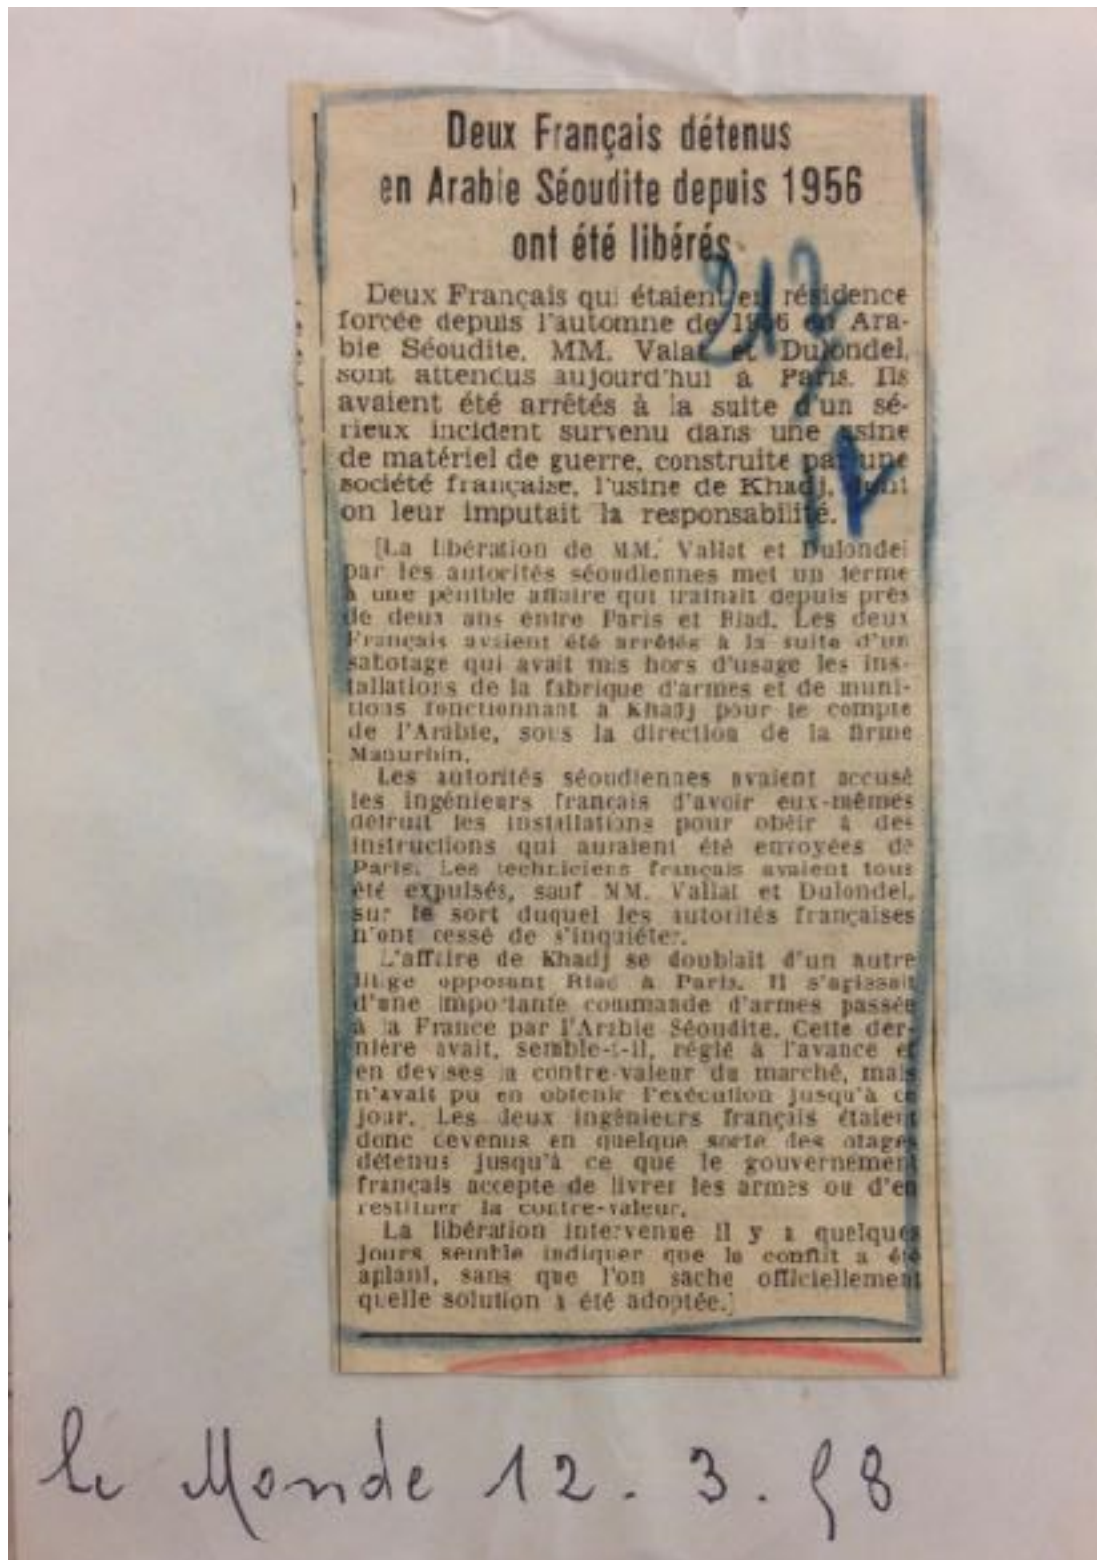 Deux Français détenus
en Arabie Séoudite depuis 1956
ont été libérés
Deux Français qui étaient en résidence
forcée depuis l'automne de 1956 en Ara-
bie Séoudite, MM. Valat et Dulondel,
sont attendus aujourd'hui à Paris. Ils
avaient été arrêtés à la suite d'un sé-
rieux incident survenu dans une usine
de matériel de guerre, construite par une
société française, l'usine de Khadj, dont
on leur imputait la responsabilité.
[La libération de MM. Vallat et Dulondel
par les autorités séoudiennes met un terme
à une pénible affaire qui traînait depuis près
de deux ans entre Paris et Riad. Les deux
Français avaient été arrêtés à la suite d'un
sabotage qui avait mis hors d'usage les ins-
tallations de la fabrique d'armes et de muni-
tions fonctionnant à Khadj pour le compte
de l'Arabie, sous la direction de la firme
Manurhin.
Les autorités séoudiennes avaient accusé
les ingénieurs français d'avoir eux-mêmes
détruit les installations pour obéir à des
instructions qui auraient été envoyées de
Paris. Les techniciens français avaient tous
été expulsés, sauf MM. Vallat et Dulondel,
sur le sort duquel les autorités françaises
n'ont cessé de s'inquiéter.
L'affaire de Khadj se doublait d'un autre
litige opposant Riad à Paris. Il s'agissait
d'une importante commande d'armes passée
à la France par l'Arabie Séoudite. Cette der-
nière avait, semble-t-il, réglé à l'avance et
en devises la contre-valeur du marché, mais
n'avait pu en obtenir l'exécution jusqu'à ce
jour. Les deux ingénieurs français étaient
donc devenus en quelque sorte des otages
détenus jusqu'à ce que le gouvernement
français accepte de livrer les armes ou d'en
restituer la contre-valeur.
La libération intervenue il y a quelques
jours semble indiquer que le conflit a été
aplani, sans que l'on sache officiellement
quelle solution a été adoptée.]
le Monde 12.3.58